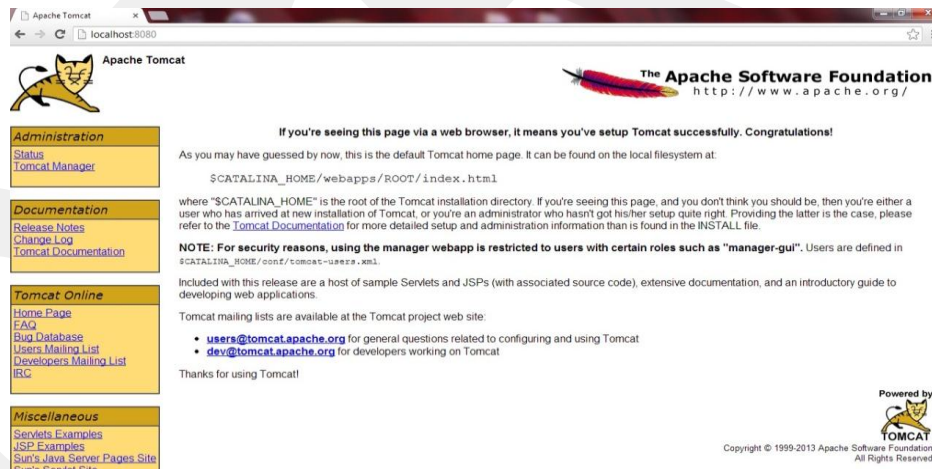 Apache Tomcat
localhost:8080
Apache Tomcat
The Apache Software Foundation
http://www.apache.org/
Administration
Status
Tomcat Manager
Documentation
Release Notes
Change Log
Tomcat Documentation
Tomcat Online
Home Page
FAQ
Bug Database
Users Mailing List
Developers Mailing List
IRC
Miscellaneous
Servlets Examples
JSP Examples
Sun's Java Server Pages Site
Sun's Servlet Site
If you're seeing this page via a web browser, it means you've setup Tomcat successfully. Congratulations!
As you may have guessed by now, this is the default Tomcat home page. It can be found on the local filesystem at:
$CATALINA_HOME/webapps/ROOT/index.html
where "$CATALINA_HOME" is the root of the Tomcat installation directory. If you're seeing this page, and you don't think you should be, then you're either a
user who has arrived at new installation of Tomcat, or you're an administrator who hasn't got his/her setup quite right. Providing the latter is the case, please
refer to the Tomcat Documentation for more detailed setup and administration information than is found in the INSTALL file.
NOTE: For security reasons, using the manager webapp is restricted to users with certain roles such as "manager-gui". Users are defined in
$CATALINA_HOME/conf/tomcat-users.xml.
Included with this release are a host of sample Servlets and JSPs (with associated source code), extensive documentation, and an introductory guide to
developing web applications.
Tomcat mailing lists are available at the Tomcat project web site:
• users@tomcat.apache.org for general questions related to configuring and using Tomcat
• dev@tomcat.apache.org for developers working on Tomcat
Thanks for using Tomcat!
Powered by
TOMCAT
Copyright © 1999-2013 Apache Software Foundation
All Rights Reserved